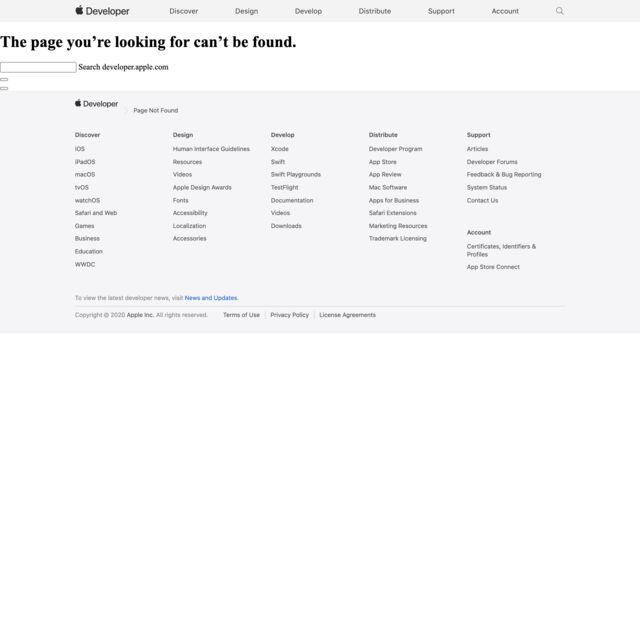 Developer
Discover
Design
Develop
Distribute
Support
Account
The page you’re looking for can’t be found.
Search developer.apple.com
Developer
Page Not Found
Discover
iOS
iPadOS
macOS
tvOS
watchOS
Safari and Web
Games
Business
Education
WWDC
Design
Human Interface Guidelines
Resources
Videos
Apple Design Awards
Fonts
Accessibility
Localization
Accessories
Develop
Xcode
Swift
Swift Playgrounds
TestFlight
Documentation
Videos
Downloads
Distribute
Developer Program
App Store
App Review
Mac Software
Apps for Business
Safari Extensions
Marketing Resources
Trademark Licensing
Support
Articles
Developer Forums
Feedback & Bug Reporting
System Status
Contact Us
Account
Certificates, Identifiers &
Profiles
App Store Connect
To view the latest developer news, visit News and Updates.
Copyright © 2020 Apple Inc. All rights reserved.
Terms of Use
Privacy Policy
License Agreements